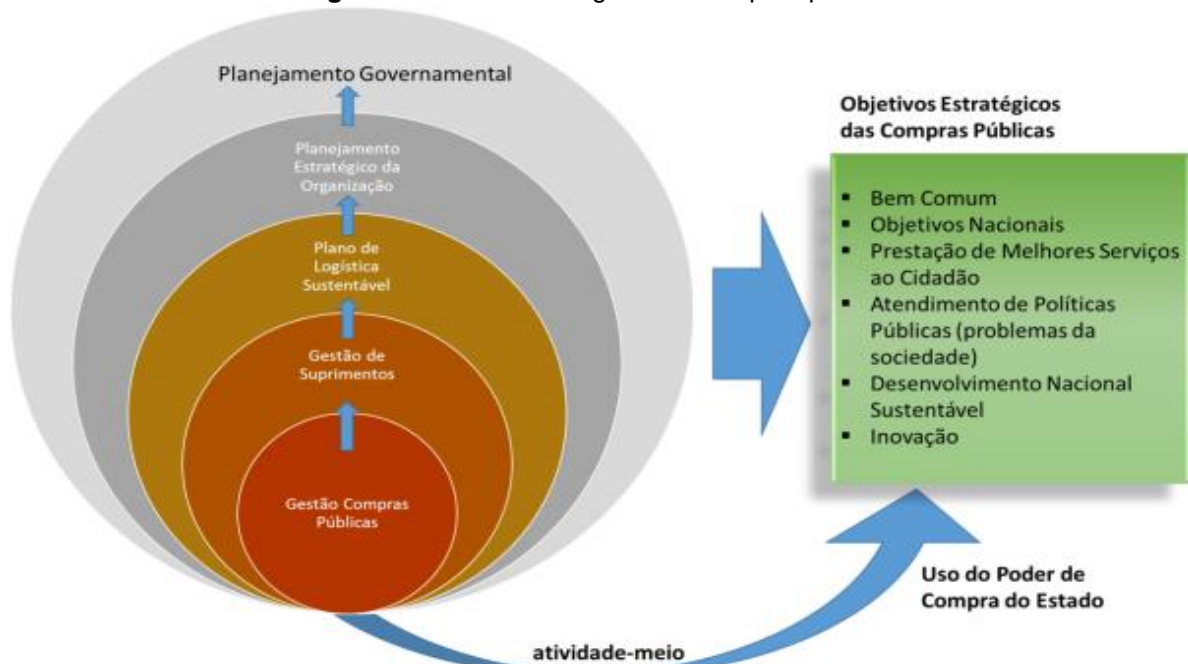 Planejamento Governamental
Planejamento
Estratégico da
Organização
Plano de
Logística
Sustentável
Gestão de
Suprimentos
Gestão Compras
Públicas
Objetivos Estratégicos
das Compras Públicas
▪ Bem Comum
▪ Objetivos Nacionais
▪ Prestação de Melhores Serviços
ao Cidadão
▪ Atendimento de Políticas
Públicas (problemas da
sociedade)
▪ Desenvolvimento Nacional
Sustentável
▪ Inovação
Uso do Poder de
Compra do Estado
atividade-meio